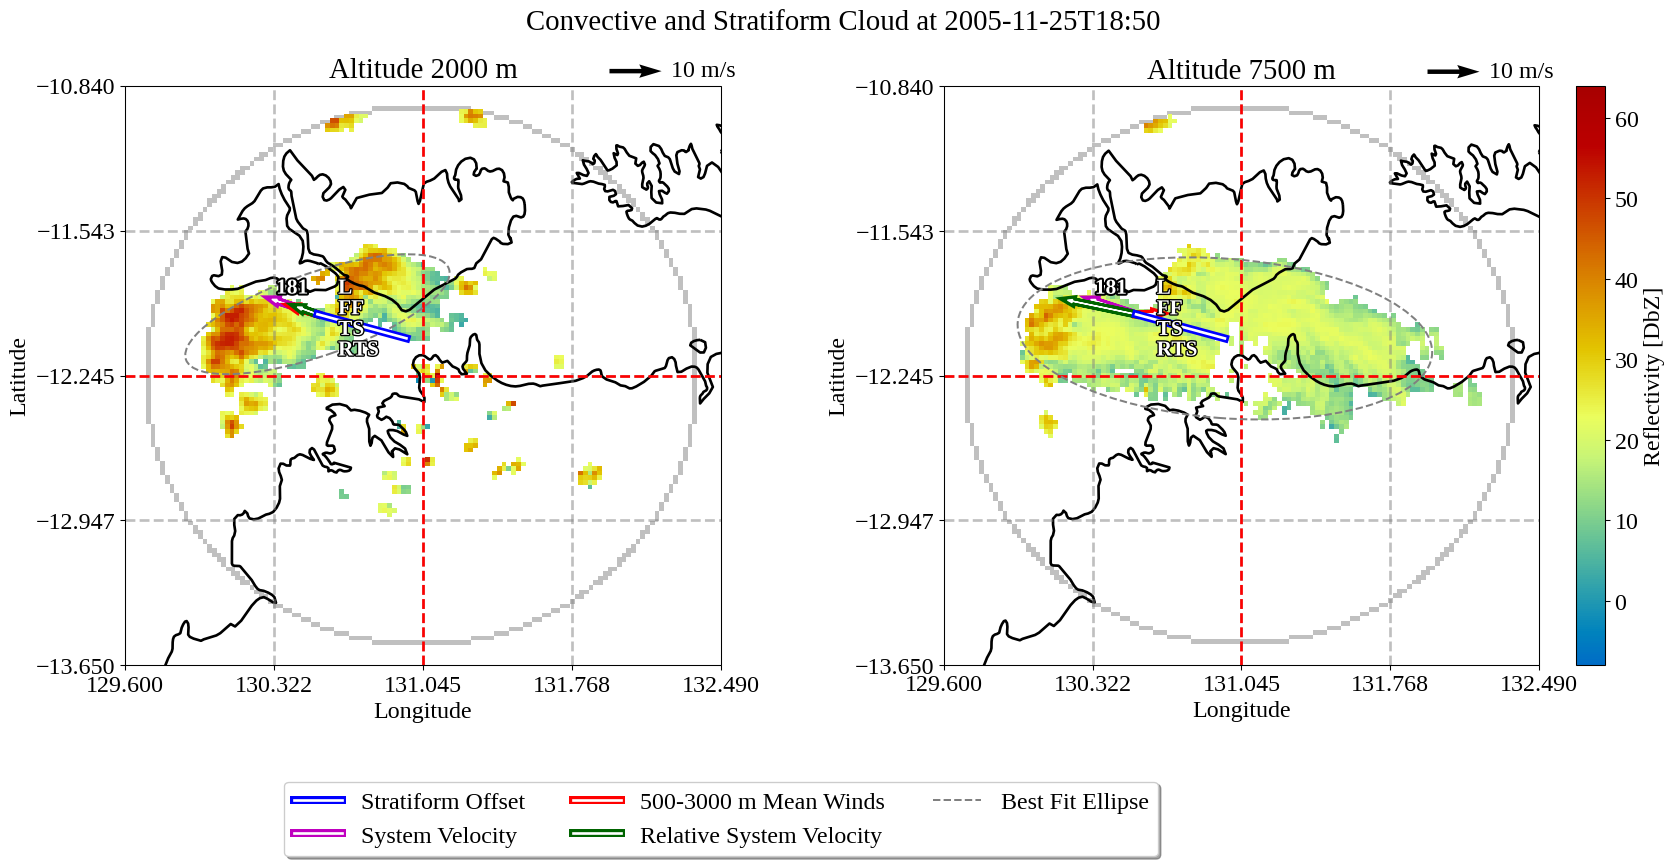 Convective and Stratiform Cloud at 2005-11-25T18:50
Altitude 2000 m
10 m/s
−10.840
−11.543
−12.245
−12.947
−13.650
Latitude
181
L
FF
TS
RTS
129.600
130.322
131.045
131.768
132.490
Longitude
Altitude 7500 m
10 m/s
−10.840
−11.543
−12.245
−12.947
−13.650
Latitude
181
L
FF
TS
RTS
129.600
130.322
131.045
131.768
132.490
Longitude
60
50
40
30
20
10
0
Reflectivity [DbZ]
Stratiform Offset
System Velocity
500-3000 m Mean Winds
Relative System Velocity
Best Fit Ellipse